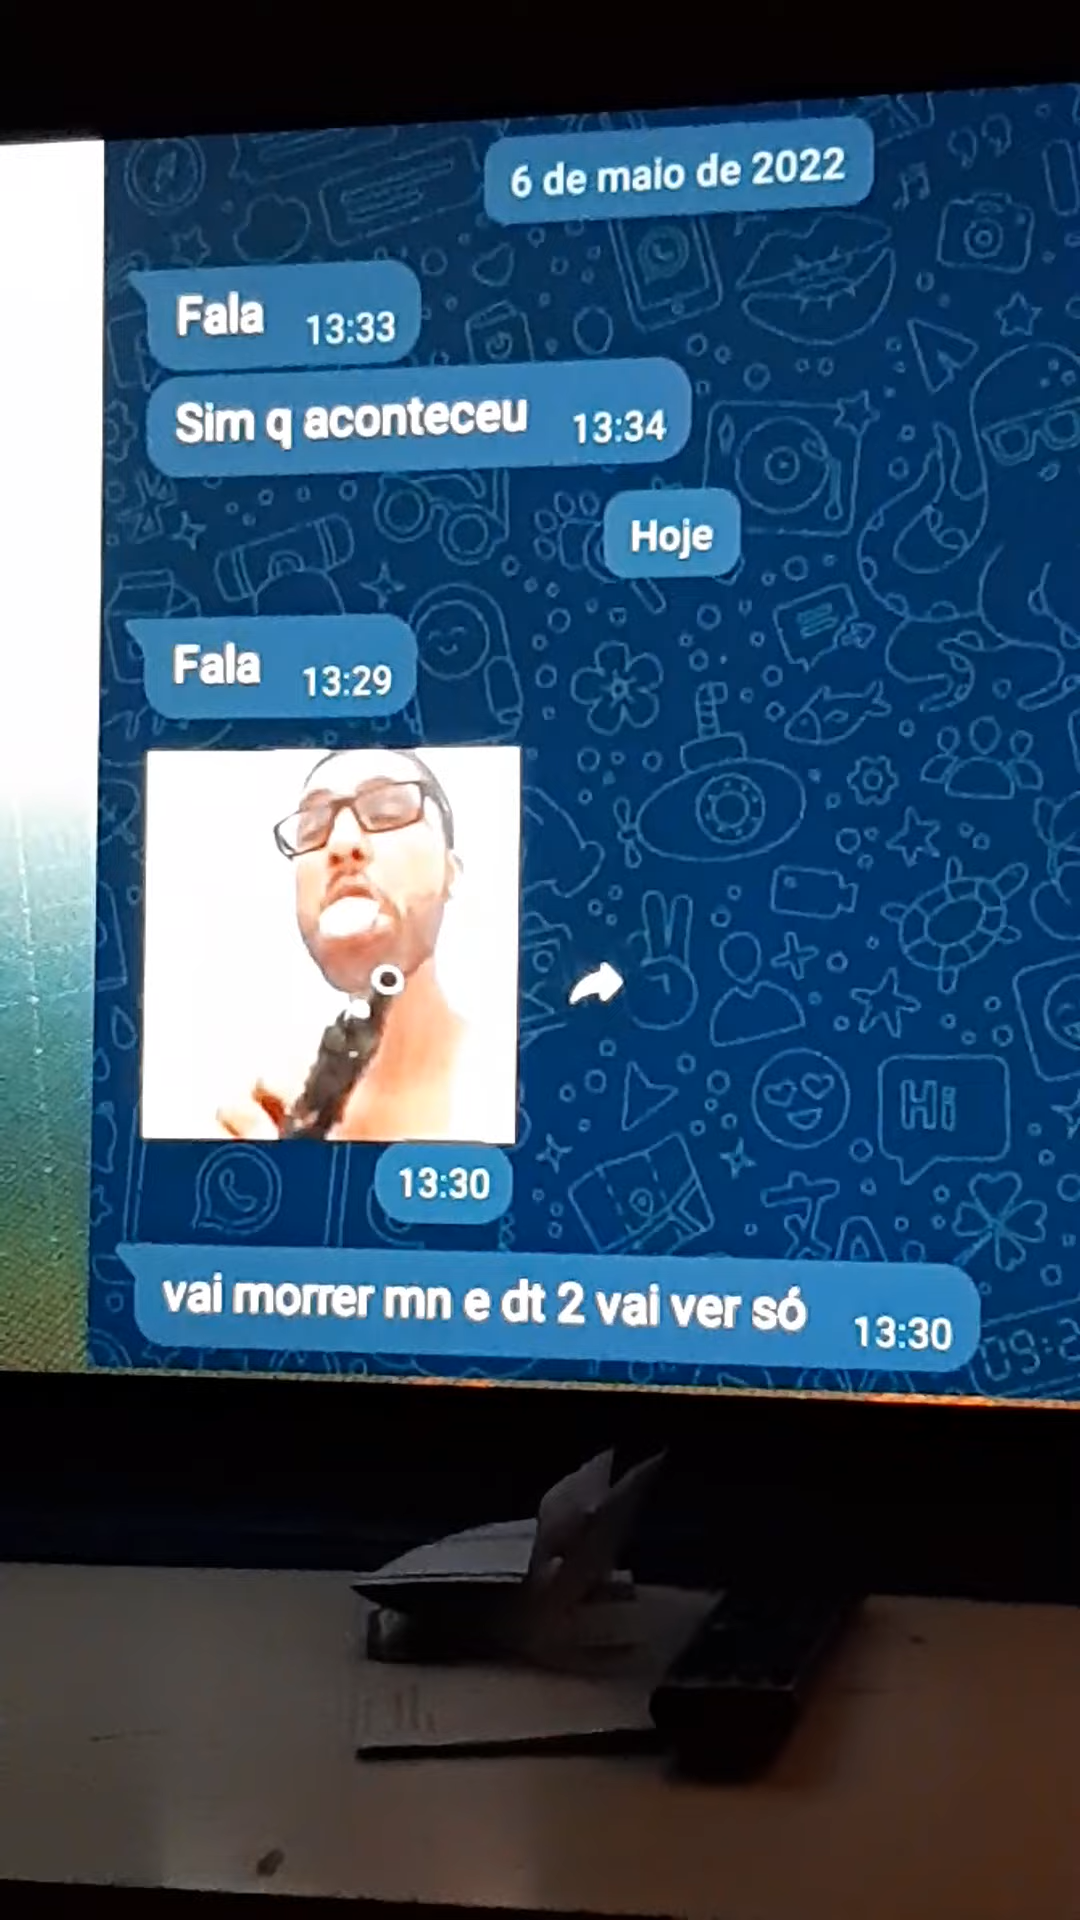 6 de maio de 2022
Fala 13:33
Sim q aconteceu 13:34
Hoje
Fala 13:29
13:30
Hi
vai morrer mn e dt 2 vai ver só 13:30